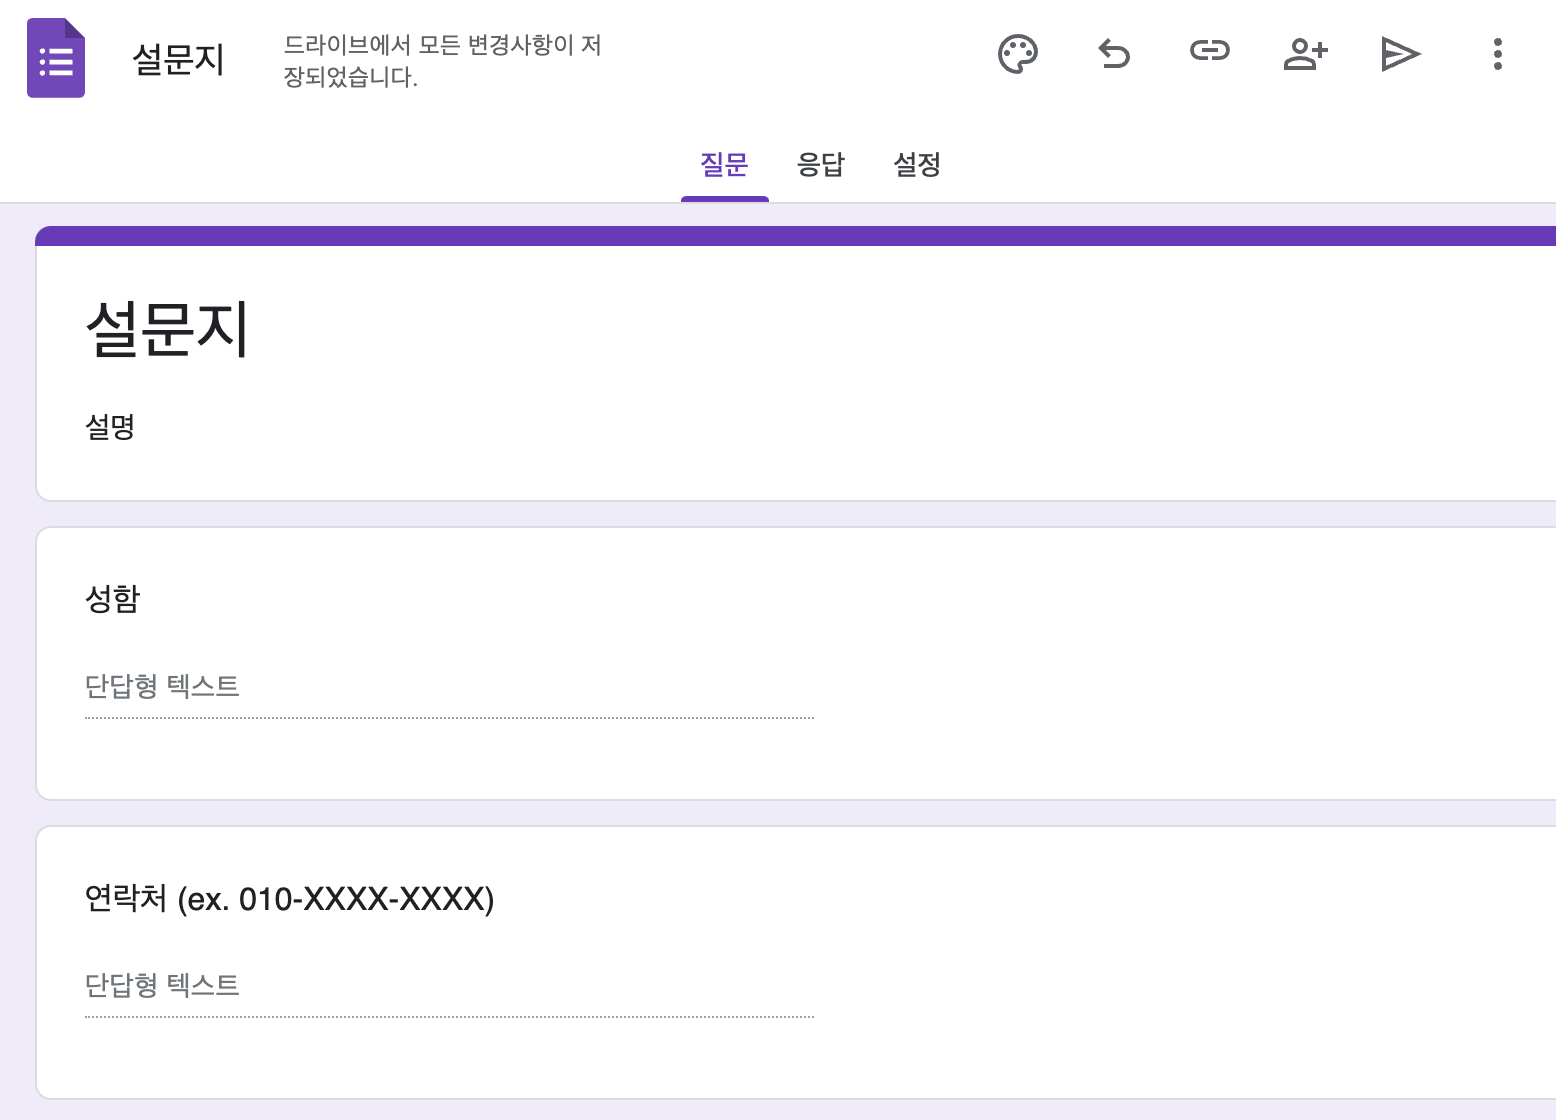 설문지
드라이브에서 모든 변경사항이 저
장되었습니다.
질문 응답 설정
설문지
설명
성함
단답형 텍스트
연락처 (ex. 010-XXXX-XXXX)
단답형 텍스트